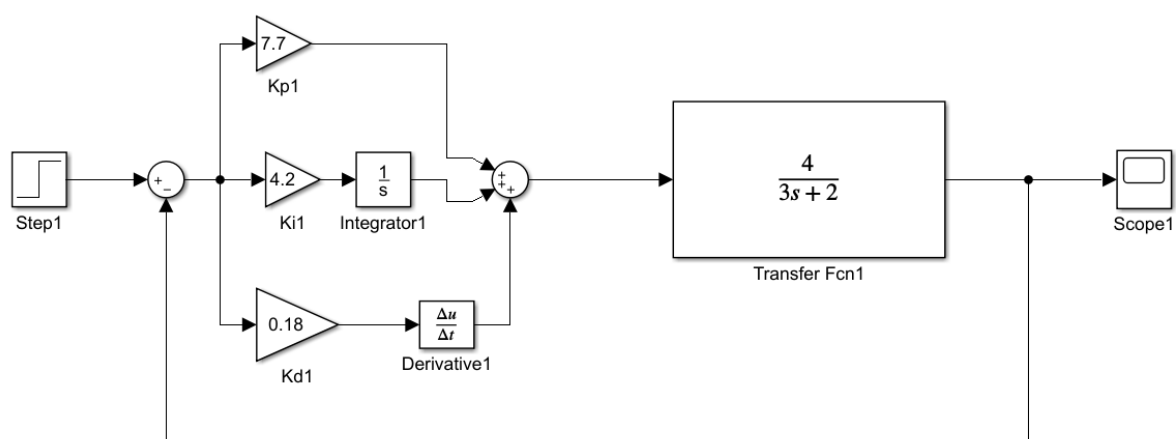 7.7
Kp1
+
−
Step1
4.2
Ki1
1
s
Integrator1
+
+
+
4
3s + 2
Transfer Fcn1
Scope1
0.18
Kd1
Δu
Δt
Derivative1